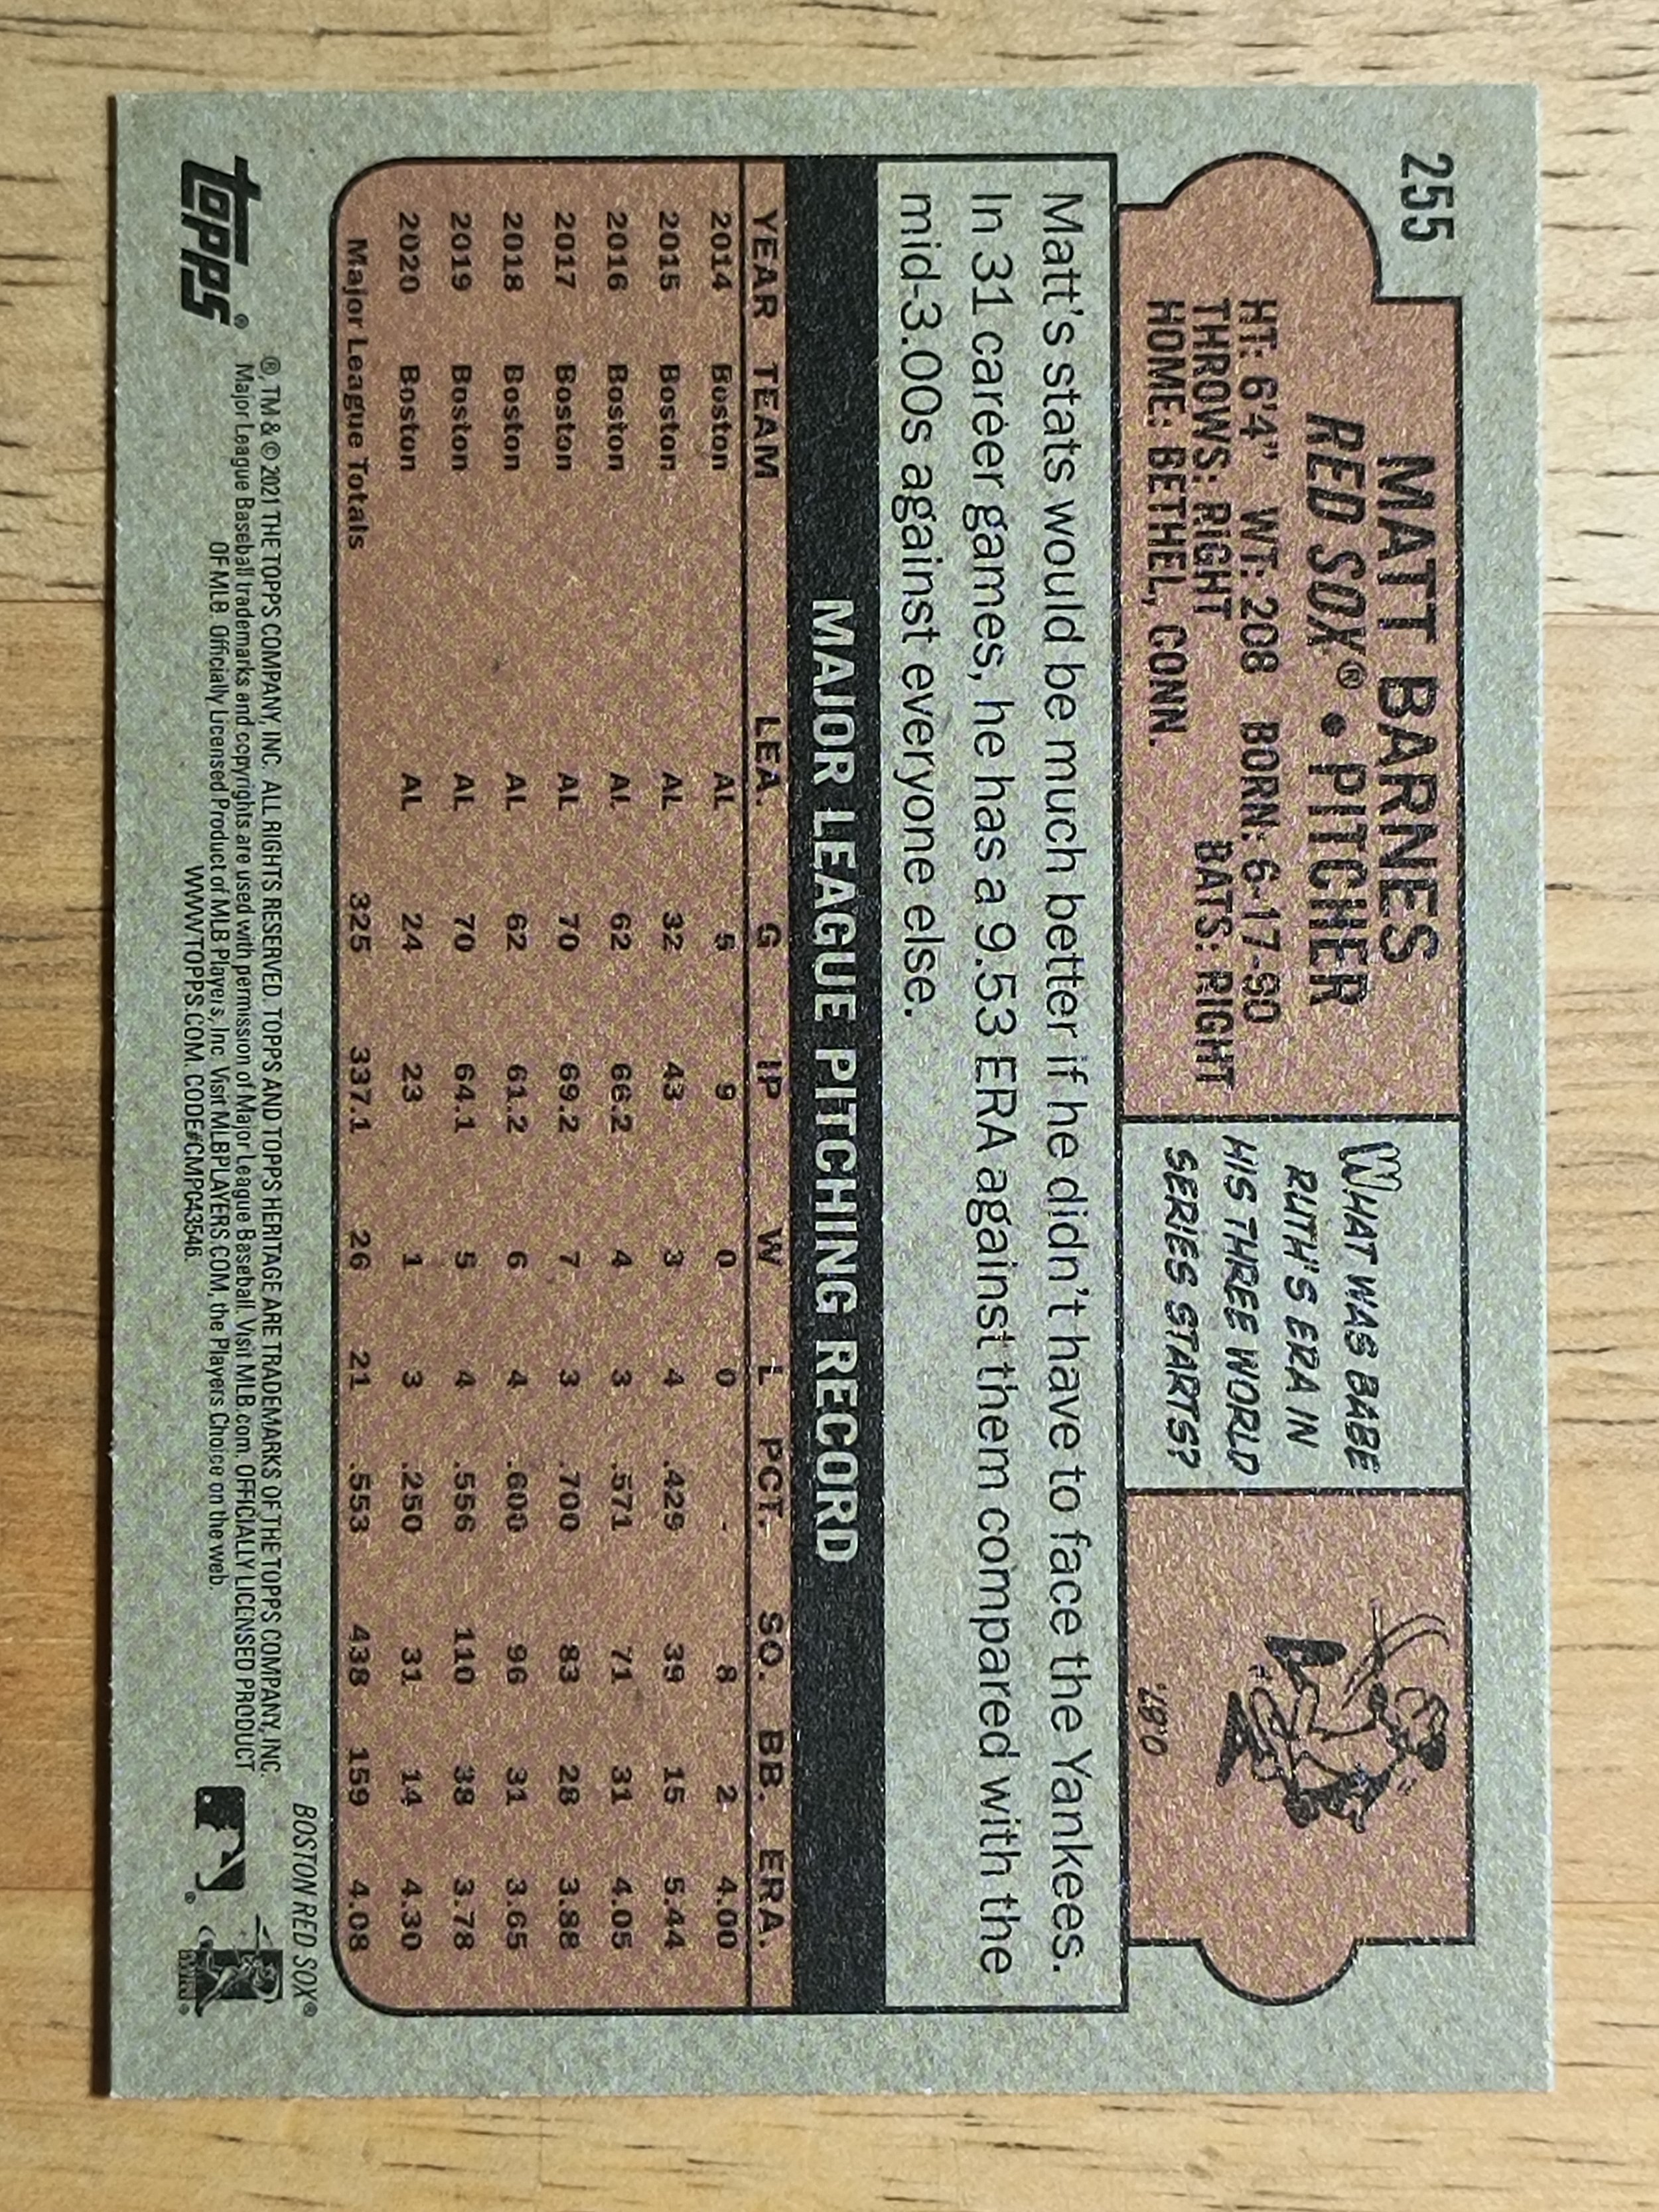 255
MATT BARNES
RED SOX® • PITCHER
HT: 6'4" WT: 208 BORN: 6-17-90
THROWS: RIGHT BATS: RIGHT
HOME: BETHEL, CONN.
WHAT WAS BABE
RUTH'S ERA IN
HIS THREE WORLD
SERIES STARTS?
0.87.
Matt's stats would be much better if he didn't have to face the Yankees.
In 31 career games, he has a 9.53 ERA against them compared with the
mid-3.00s against everyone else.
MAJOR LEAGUE PITCHING RECORD
YEAR TEAM LEA. G IP W L PCT. SO. BB. ERA.
2014 Boston AL 5 9 0 0 - 8 2 4.00
2015 Boston AL 32 43 3 4 .429 39 15 5.44
2016 Boston AL 62 66.2 4 3 .571 71 31 4.05
2017 Boston AL 70 69.2 7 3 .700 83 28 3.88
2018 Boston AL 62 61.2 6 4 .600 96 31 3.65
2019 Boston AL 70 64.1 5 4 .556 110 38 3.78
2020 Boston AL 24 23 1 3 .250 31 14 4.30
Major League Totals 325 337.1 26 21 .553 438 159 4.08
BOSTON RED SOX®
topps®
®, TM & © 2021 THE TOPPS COMPANY, INC. ALL RIGHTS RESERVED. TOPPS AND TOPPS HERITAGE ARE TRADEMARKS OF THE TOPPS COMPANY, INC.
Major League Baseball trademarks and copyrights are used with permission of Major League Baseball. Visit MLB.com. OFFICIALLY LICENSED PRODUCT
OF MLB. Officially Licensed Product of MLB Players, Inc. Visit MLBPLAYERS.COM, the Players Choice on the web.
WWW.TOPPS.COM. CODE#CMPC43546.